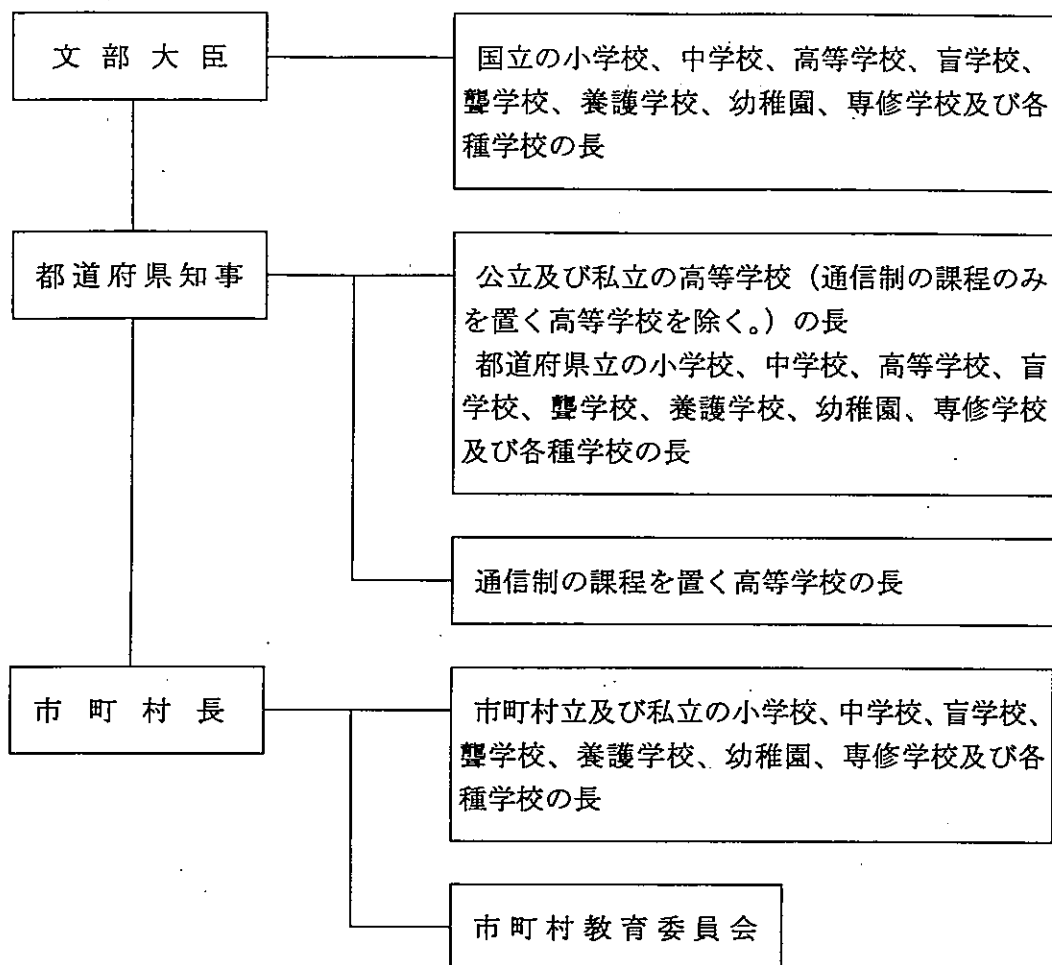 文部大臣
国立の小学校、中学校、高等学校、盲学校、
聾学校、養護学校、幼稚園、専修学校及び各
種学校の長
都道府県知事
公立及び私立の高等学校（通信制の課程のみ
を置く高等学校を除く。）の長
都道府県立の小学校、中学校、高等学校、盲
学校、聾学校、養護学校、幼稚園、専修学校
及び各種学校の長
通信制の課程を置く高等学校の長
市町村長
市町村立及び私立の小学校、中学校、盲学校、
聾学校、養護学校、幼稚園、専修学校及び各
種学校の長
市町村教育委員会